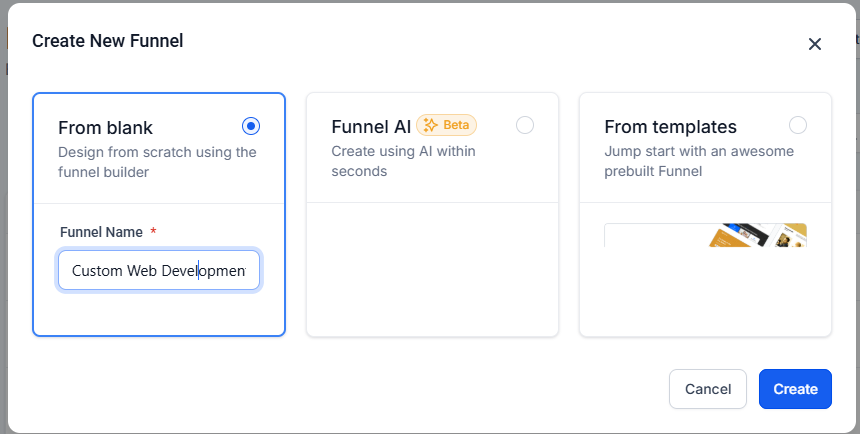 Create New Funnel
From blank
Design from scratch using the
funnel builder
Funnel Name *
Custom Web Developmen
Funnel AI Beta
Create using AI within
seconds
From templates
Jump start with an awesome
prebuilt Funnel
Cancel
Create